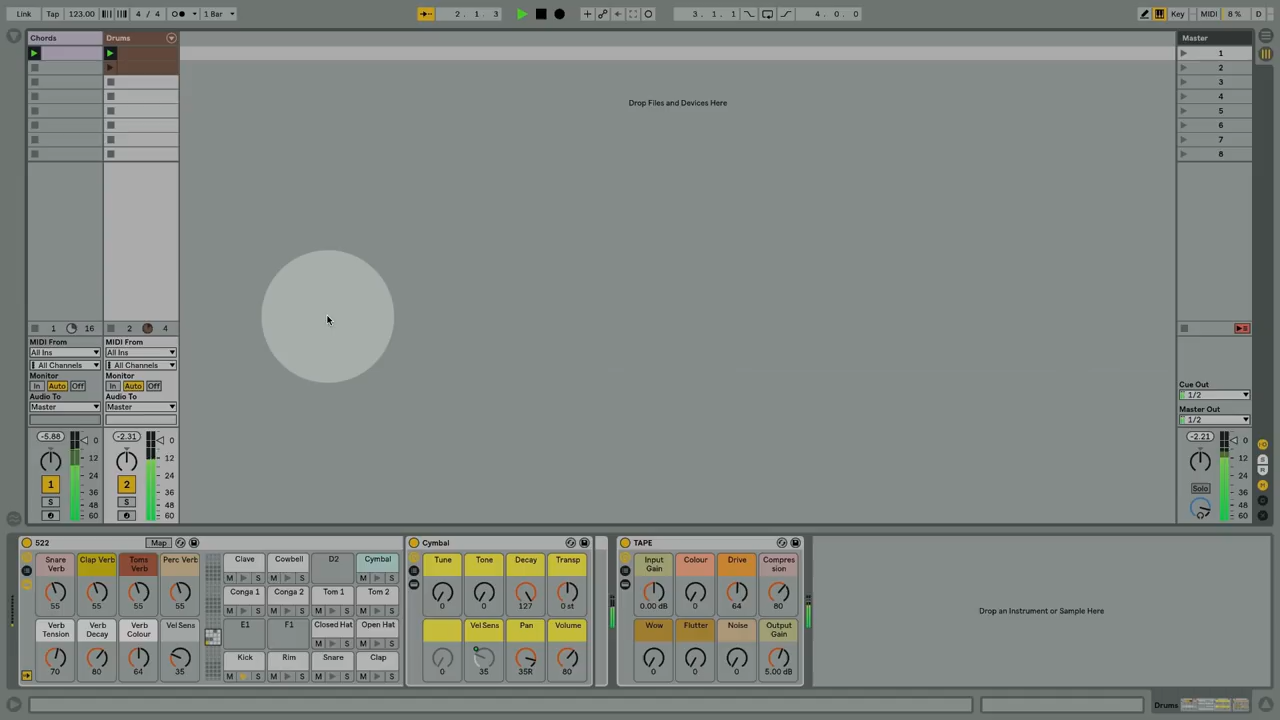 Link Tap 123.00 4 / 4 1 Bar 2 . 1 . 3 3 . 1 . 1 4 . 0 . 0 Key MIDI 8 % D
Chords Drums Master
1
2
3
4
5
6
7
8
Drop Files and Devices Here
1 16 2 4
MIDI From MIDI From
All Ins All Ins
All Channels All Channels
Monitor Monitor
In Auto Off In Auto Off
Audio To Audio To
Master Master
Cue Out
1/2
Master Out
1/2
-5.88 0 -2.31 0 -2.21 0
12 12 12
24 24 24
1 36 2 36 Solo 36
S 48 S 48 48
60 60 60
522 Map Cymbal TAPE
Snare Verb Clap Verb Toms Verb Perc Verb
55 55 55 55
Verb Tension Verb Decay Verb Colour Vel Sens
70 80 64 35
Clave Cowbell D2 Cymbal
M S M S M S
Conga 1 Conga 2 Tom 1 Tom 2
M S M S M S M S
E1 F1 Closed Hat Open Hat
M S M S
Kick Rim Snare Clap
M S M S M S M S
Tune Tone Decay Transp
0 0 127 0 st
Vel Sens Pan Volume
0 35 35R 80
Input Gain Colour Drive Compres sion
0.00 dB 0 64 80
Wow Flutter Noise Output Gain
0 0 0 5.00 dB
Drop an Instrument or Sample Here
Drums